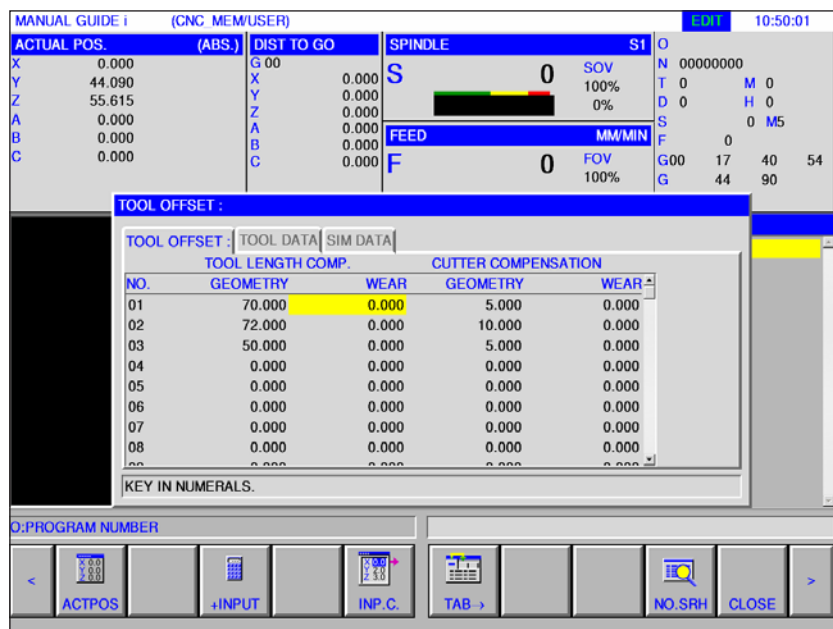 MANUAL GUIDE i (CNC_MEM/USER) EDIT 10:50:01
ACTUAL POS. (ABS.) DIST TO GO SPINDLE S1 O
X 0.000 G 00 N 00000000
Y 44.090 X 0.000 S 0 SOV T 0 M 0
Z 55.615 Y 0.000 100% D 0 H 0
A 0.000 Z 0.000 0% S 0 M5
B 0.000 A 0.000 FEED MM/MIN F 0
C 0.000 B 0.000 F 0 FOV G00 17 40 54
C 0.000 100% G 44 90
TOOL OFFSET :
TOOL OFFSET : TOOL DATA SIM DATA
TOOL LENGTH COMP. CUTTER COMPENSATION
NO. GEOMETRY WEAR GEOMETRY WEAR
01 70.000 0.000 5.000 0.000
02 72.000 0.000 10.000 0.000
03 50.000 0.000 5.000 0.000
04 0.000 0.000 0.000 0.000
05 0.000 0.000 0.000 0.000
06 0.000 0.000 0.000 0.000
07 0.000 0.000 0.000 0.000
08 0.000 0.000 0.000 0.000
KEY IN NUMERALS.
O:PROGRAM NUMBER
< ACTPOS +INPUT INP.C. TAB→ NO.SRH CLOSE >